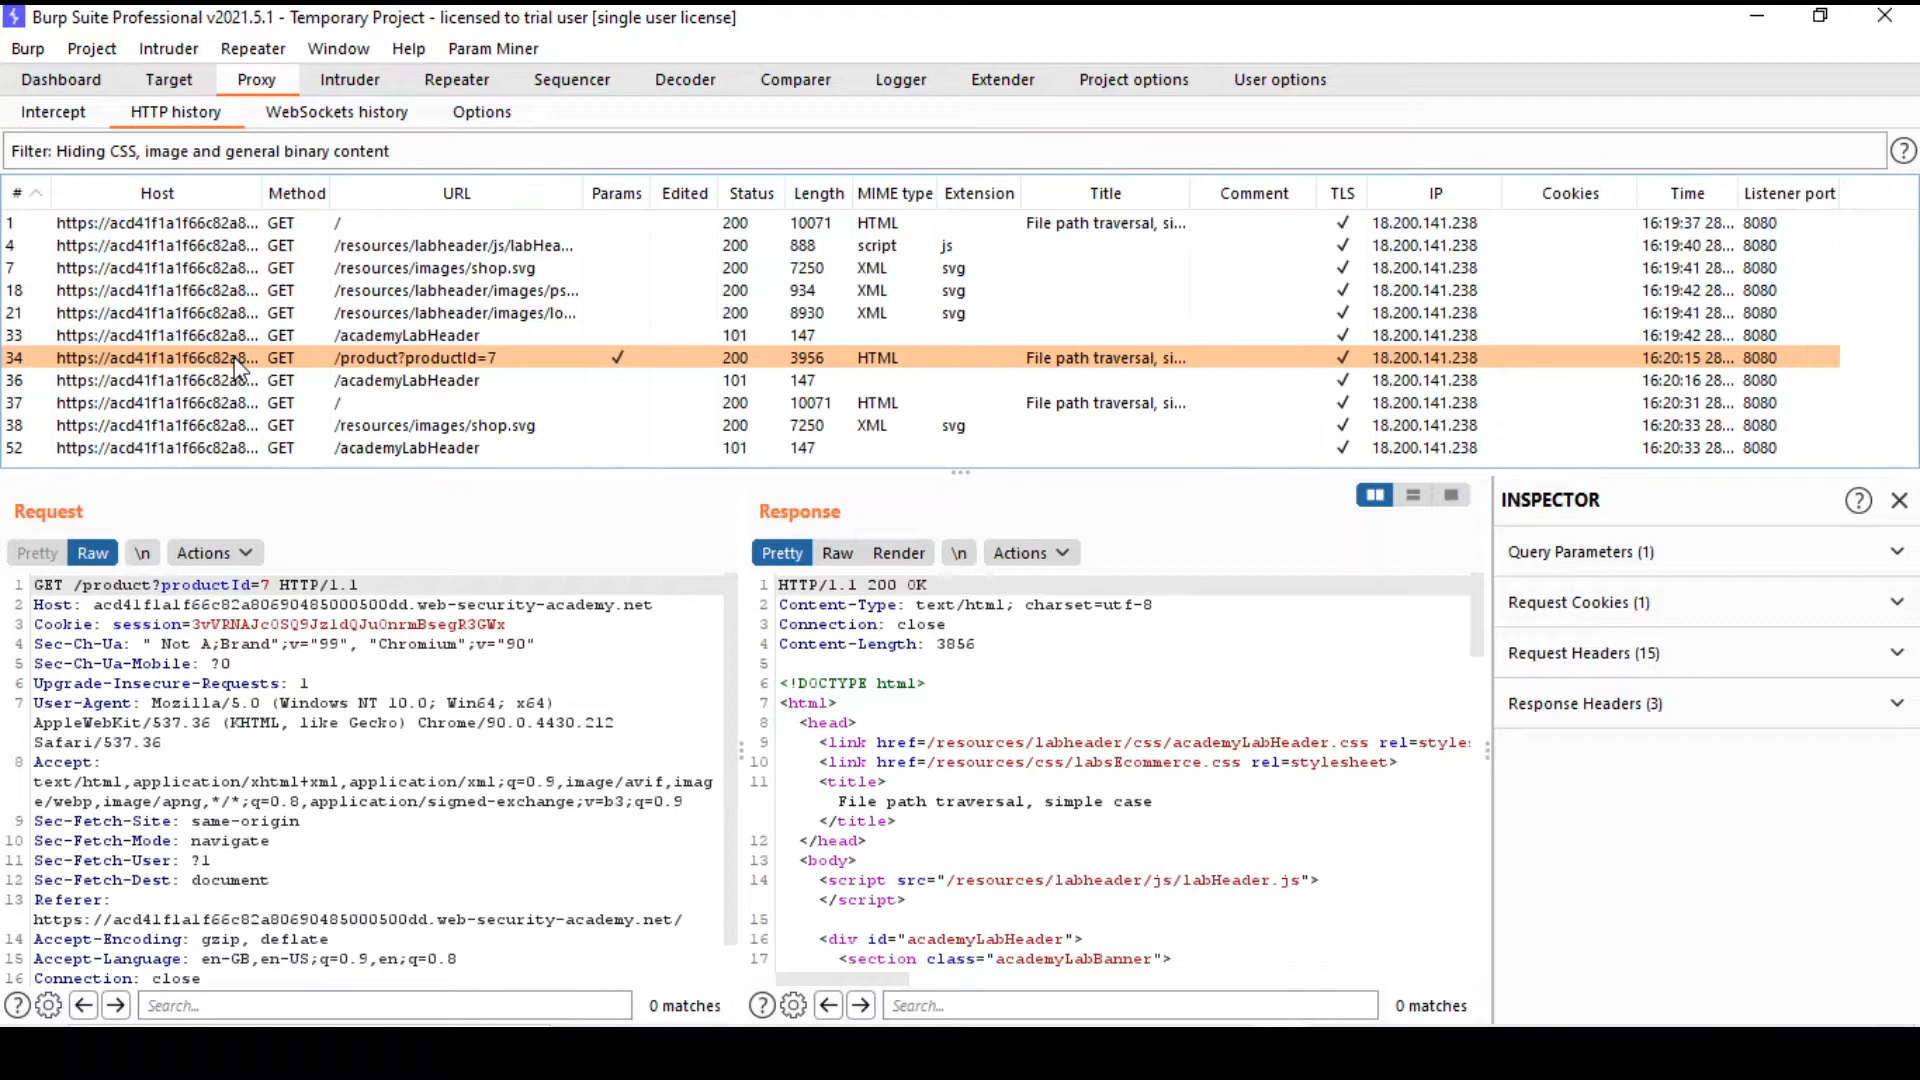 Burp Suite Professional v2021.5.1 - Temporary Project - licensed to trial user [single user license]
Burp Project Intruder Repeater Window Help Param Miner
Dashboard Target Proxy Intruder Repeater Sequencer Decoder Comparer Logger Extender Project options User options
Intercept HTTP history WebSockets history Options
Filter: Hiding CSS, image and general binary content
# Host Method URL Params Edited Status Length MIME type Extension Title Comment TLS IP Cookies Time Listener port
1 https://acd41f1a1f66c82a8... GET / 200 10071 HTML File path traversal, si... ✓ 18.200.141.238 16:19:37 28... 8080
4 https://acd41f1a1f66c82a8... GET /resources/labheader/js/labHea... 200 888 script js ✓ 18.200.141.238 16:19:40 28... 8080
7 https://acd41f1a1f66c82a8... GET /resources/images/shop.svg 200 7250 XML svg ✓ 18.200.141.238 16:19:41 28... 8080
18 https://acd41f1a1f66c82a8... GET /resources/labheader/images/ps... 200 934 XML svg ✓ 18.200.141.238 16:19:42 28... 8080
21 https://acd41f1a1f66c82a8... GET /resources/labheader/images/lo... 200 8930 XML svg ✓ 18.200.141.238 16:19:41 28... 8080
33 https://acd41f1a1f66c82a8... GET /academyLabHeader 101 147 ✓ 18.200.141.238 16:19:42 28... 8080
34 https://acd41f1a1f66c82a8... GET /product?productId=7 ✓ 200 3956 HTML File path traversal, si... ✓ 18.200.141.238 16:20:15 28... 8080
36 https://acd41f1a1f66c82a8... GET /academyLabHeader 101 147 ✓ 18.200.141.238 16:20:16 28... 8080
37 https://acd41f1a1f66c82a8... GET / 200 10071 HTML File path traversal, si... ✓ 18.200.141.238 16:20:31 28... 8080
38 https://acd41f1a1f66c82a8... GET /resources/images/shop.svg 200 7250 XML svg ✓ 18.200.141.238 16:20:33 28... 8080
52 https://acd41f1a1f66c82a8... GET /academyLabHeader 101 147 ✓ 18.200.141.238 16:20:33 28... 8080
Request
Pretty Raw \n Actions
1 GET /product?productId=7 HTTP/1.1
2 Host: acd41f1a1f66c82a80690485000500dd.web-security-academy.net
3 Cookie: session=3vVRNAJcOSQ9JzldQJuOnrmBsegR3GWx
4 Sec-Ch-Ua: " Not A;Brand";v="99", "Chromium";v="90"
5 Sec-Ch-Ua-Mobile: ?0
6 Upgrade-Insecure-Requests: 1
7 User-Agent: Mozilla/5.0 (Windows NT 10.0; Win64; x64)
AppleWebKit/537.36 (KHTML, like Gecko) Chrome/90.0.4430.212
Safari/537.36
8 Accept:
text/html,application/xhtml+xml,application/xml;q=0.9,image/avif,imag
e/webp,image/apng,*/*;q=0.8,application/signed-exchange;v=b3;q=0.9
9 Sec-Fetch-Site: same-origin
10 Sec-Fetch-Mode: navigate
11 Sec-Fetch-User: ?1
12 Sec-Fetch-Dest: document
13 Referer:
https://acd41f1a1f66c82a80690485000500dd.web-security-academy.net/
14 Accept-Encoding: gzip, deflate
15 Accept-Language: en-GB,en-US;q=0.9,en;q=0.8
16 Connection: close
Search... 0 matches
Response
Pretty Raw Render \n Actions
1 HTTP/1.1 200 OK
2 Content-Type: text/html; charset=utf-8
3 Connection: close
4 Content-Length: 3856
5
6 <!DOCTYPE html>
7 <html>
8 <head>
9 <link href=/resources/labheader/css/academyLabHeader.css rel=styles
10 <link href=/resources/css/labsEcommerce.css rel=stylesheet>
11 <title>
File path traversal, simple case
</title>
12 </head>
13 <body>
14 <script src="/resources/labheader/js/labHeader.js">
</script>
15
16 <div id="academyLabHeader">
17 <section class="academyLabBanner">
Search... 0 matches
INSPECTOR
Query Parameters (1)
Request Cookies (1)
Request Headers (15)
Response Headers (3)